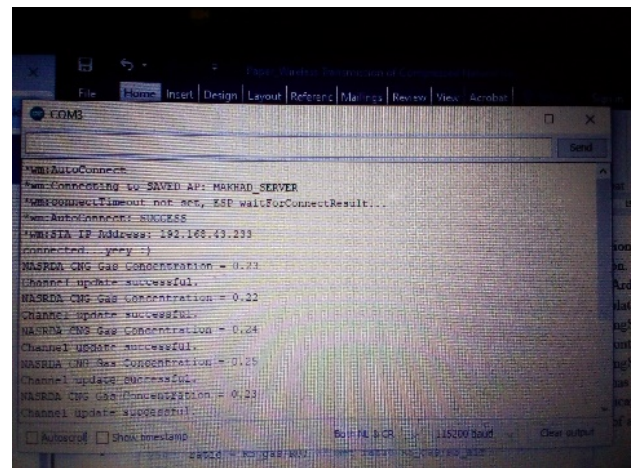 File Home Insert Design Layout Referenc Mailings Review View Acrobat
COM3
Send
*wm:AutoConnect
*wm:Connecting to SAVED AP: MAKHAD_SERVER
*wm:connectTimeout not set, ESP waitForConnectResult...
*wm:AutoConnect: SUCCESS
*wm:STA IP Address: 192.168.43.233
connected...yeey :)
NASRDA CNG Gas Concentration = 0.23
Channel update successful.
NASRDA CNG Gas Concentration = 0.22
Channel update successful.
NASRDA CNG Gas Concentration = 0.24
Channel update successful.
NASRDA CNG Gas Concentration = 0.25
Channel update successful.
NASRDA CNG Gas Concentration = 0.23
Channel update successful.
Autoscroll Show timestamp Both NL & CR 115200 baud Clear output